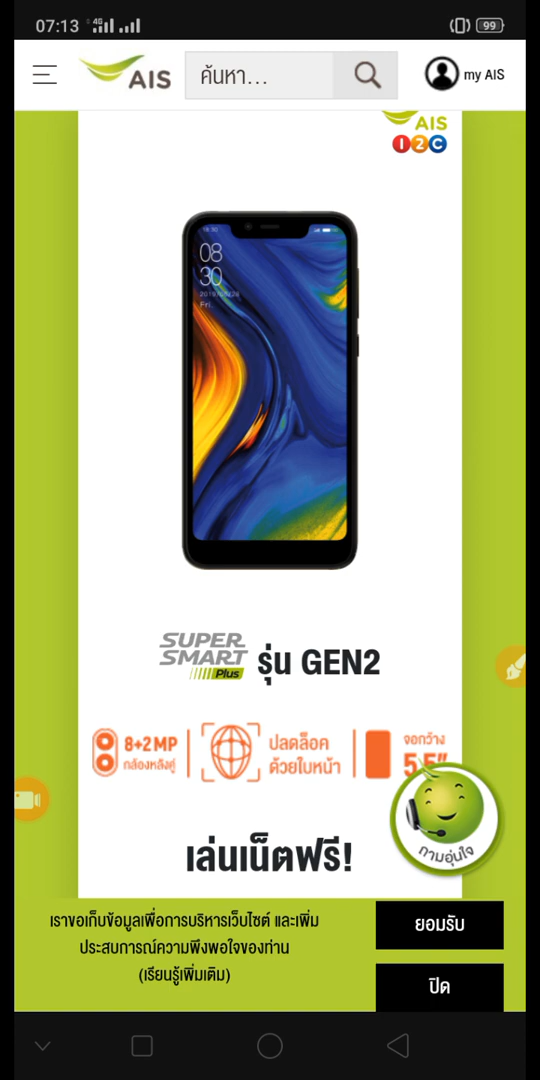 07:13
4G
99
AIS
ค้นหา...
my AIS
AIS
I2C
18:30
08
30
2019/06/28
Fri.
SUPER
SMART
Plus
รุ่น GEN2
8+2MP
กล้องหลังคู่
ปลดล็อค
ด้วยใบหน้า
จอกว้าง
5.5"
ถามอุ่นใจ
เล่นเน็ตฟรี!
เราขอเก็บข้อมูลเพื่อการบริหารเว็บไซต์ และเพิ่ม
ประสบการณ์ความพึงพอใจของท่าน
(เรียนรู้เพิ่มเติม)
ยอมรับ
ปิด